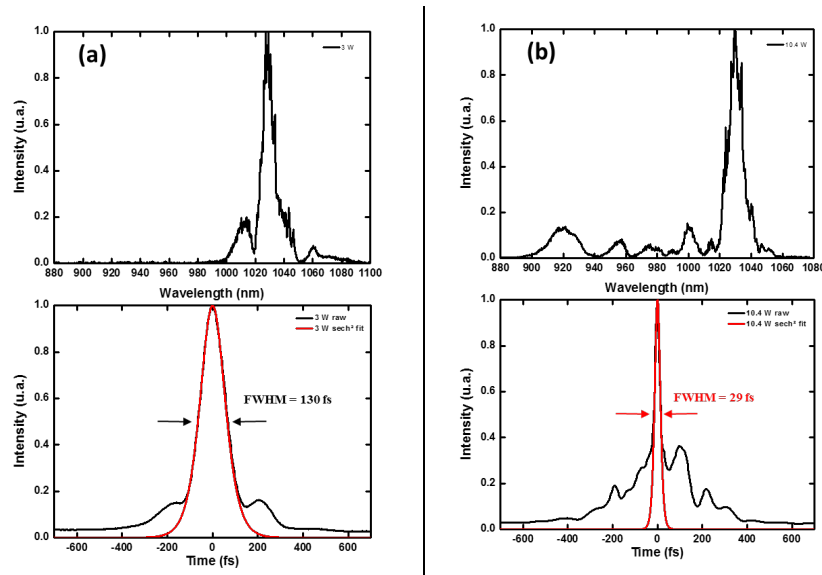 (a)
3 W
1.0
0.8
0.6
0.4
0.2
0.0
Intensity (u.a.)
880 900 920 940 960 980 1000 1020 1040 1060 1080 1100
Wavelength (nm)
3 W raw
3 W sech² fit
FWHM = 130 fs
1.0
0.8
0.6
0.4
0.2
0.0
Intensity (u.a.)
-600 -400 -200 0 200 400 600
Time (fs)
(b)
10.4 W
1.0
0.8
0.6
0.4
0.2
0.0
Intensity (u.a.)
880 900 920 940 960 980 1000 1020 1040 1060 1080
Wavelength (nm)
10.4 W raw
10.4 W sech² fit
FWHM = 29 fs
1.0
0.8
0.6
0.4
0.2
0.0
Intensity (u.a.)
-600 -400 -200 0 200 400 600
Time (fs)